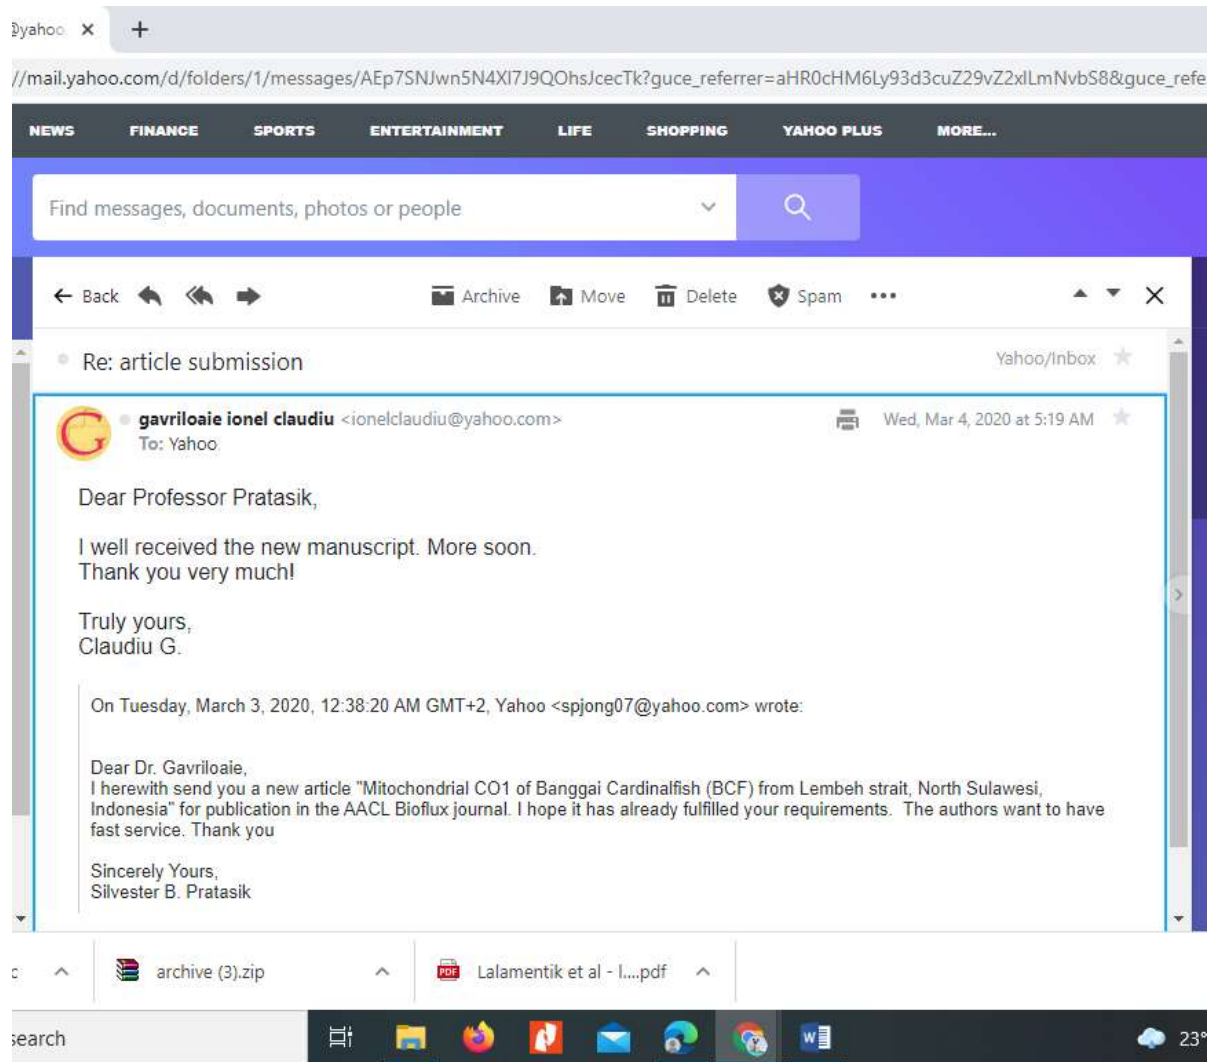 @yahoo
//mail.yahoo.com/d/folders/1/messages/AEp7SNJwn5N4Xl7J9QOhsJcecTk?guce_referrer=aHR0cHM6Ly93d3cuZ29vZ2xlLmNvbS8&guce_refe
NEWS FINANCE SPORTS ENTERTAINMENT LIFE SHOPPING YAHOO PLUS MORE...
Find messages, documents, photos or people
Back Archive Move Delete Spam
Re: article submission Yahoo/Inbox
gavriloaie ionel claudiu <ionelclaudiu@yahoo.com> Wed, Mar 4, 2020 at 5:19 AM
To: Yahoo
Dear Professor Pratasik,
I well received the new manuscript. More soon.
Thank you very much!
Truly yours,
Claudiu G.
On Tuesday, March 3, 2020, 12:38:20 AM GMT+2, Yahoo <spjong07@yahoo.com> wrote:
Dear Dr. Gavriloaie,
I herewith send you a new article "Mitochondrial CO1 of Banggai Cardinalfish (BCF) from Lembeh strait, North Sulawesi,
Indonesia" for publication in the AACL Bioflux journal. I hope it has already fulfilled your requirements.  The authors want to have
fast service. Thank you
Sincerely Yours,
Silvester B. Pratasik
c archive (3).zip Lalamentik et al - l....pdf
search 23°